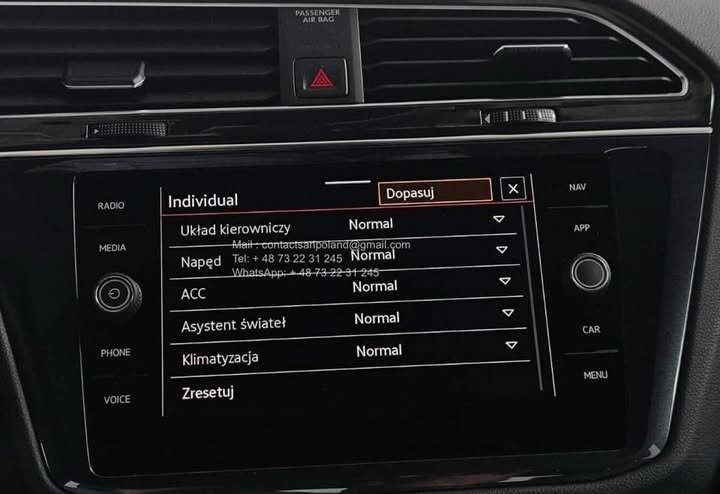 PASSENGER
AIR BAG
RADIO
MEDIA
PHONE
VOICE
Individual
Dopasuj
X
Układ kierowniczy Normal
Napęd Normal
ACC Normal
Asystent świateł Normal
Klimatyzacja Normal
Zresetuj
Mail : contactsarlpoland@gmail.com
Tel: + 48 73 22 31 245
WhatsApp: + 48 73 22 31 245
NAV
APP
CAR
MENU